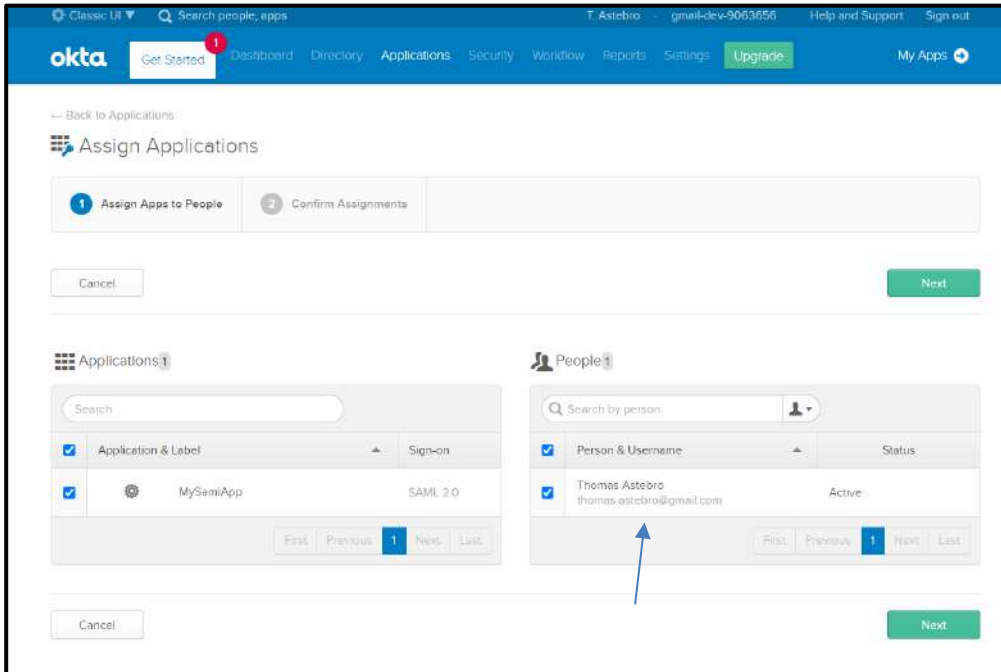 Classic UI ▼ Search people, apps T Astebro gmail-dev-9063656 Help and Support Sign out
okta Get Started 1 Dashboard Directory Applications Security Workflow Reports Settings Upgrade My Apps
← Back to Applications
Assign Applications
1 Assign Apps to People 2 Confirm Assignments
Cancel Next
Applications 1 People 1
Search Search by person
Application & Label Sign-on Person & Username Status
MySamlApp SAML 2.0 Thomas Astebro Active
thomas.astebro@gmail.com
First Previous 1 Next Last First Previous 1 Next Last
Cancel Next